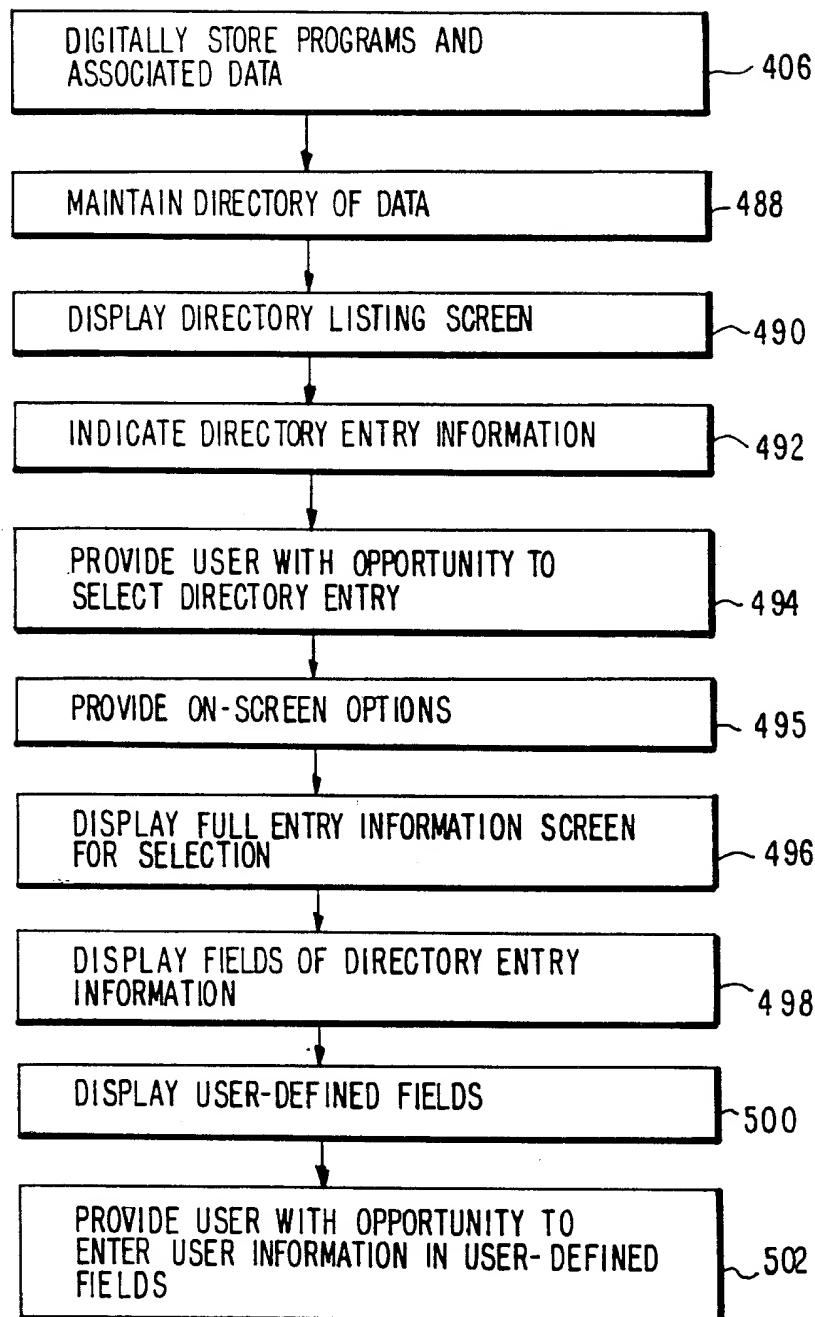 DIGITALLY STORE PROGRAMS AND
ASSOCIATED DATA
406
MAINTAIN DIRECTORY OF DATA
488
DISPLAY DIRECTORY LISTING SCREEN
490
INDICATE DIRECTORY ENTRY INFORMATION
492
PROVIDE USER WITH OPPORTUNITY TO
SELECT DIRECTORY ENTRY
494
PROVIDE ON-SCREEN OPTIONS
495
DISPLAY FULL ENTRY INFORMATION SCREEN
FOR SELECTION
496
DISPLAY FIELDS OF DIRECTORY ENTRY
INFORMATION
498
DISPLAY USER-DEFINED FIELDS
500
PROVIDE USER WITH OPPORTUNITY TO
ENTER USER INFORMATION IN USER-DEFINED
FIELDS
502